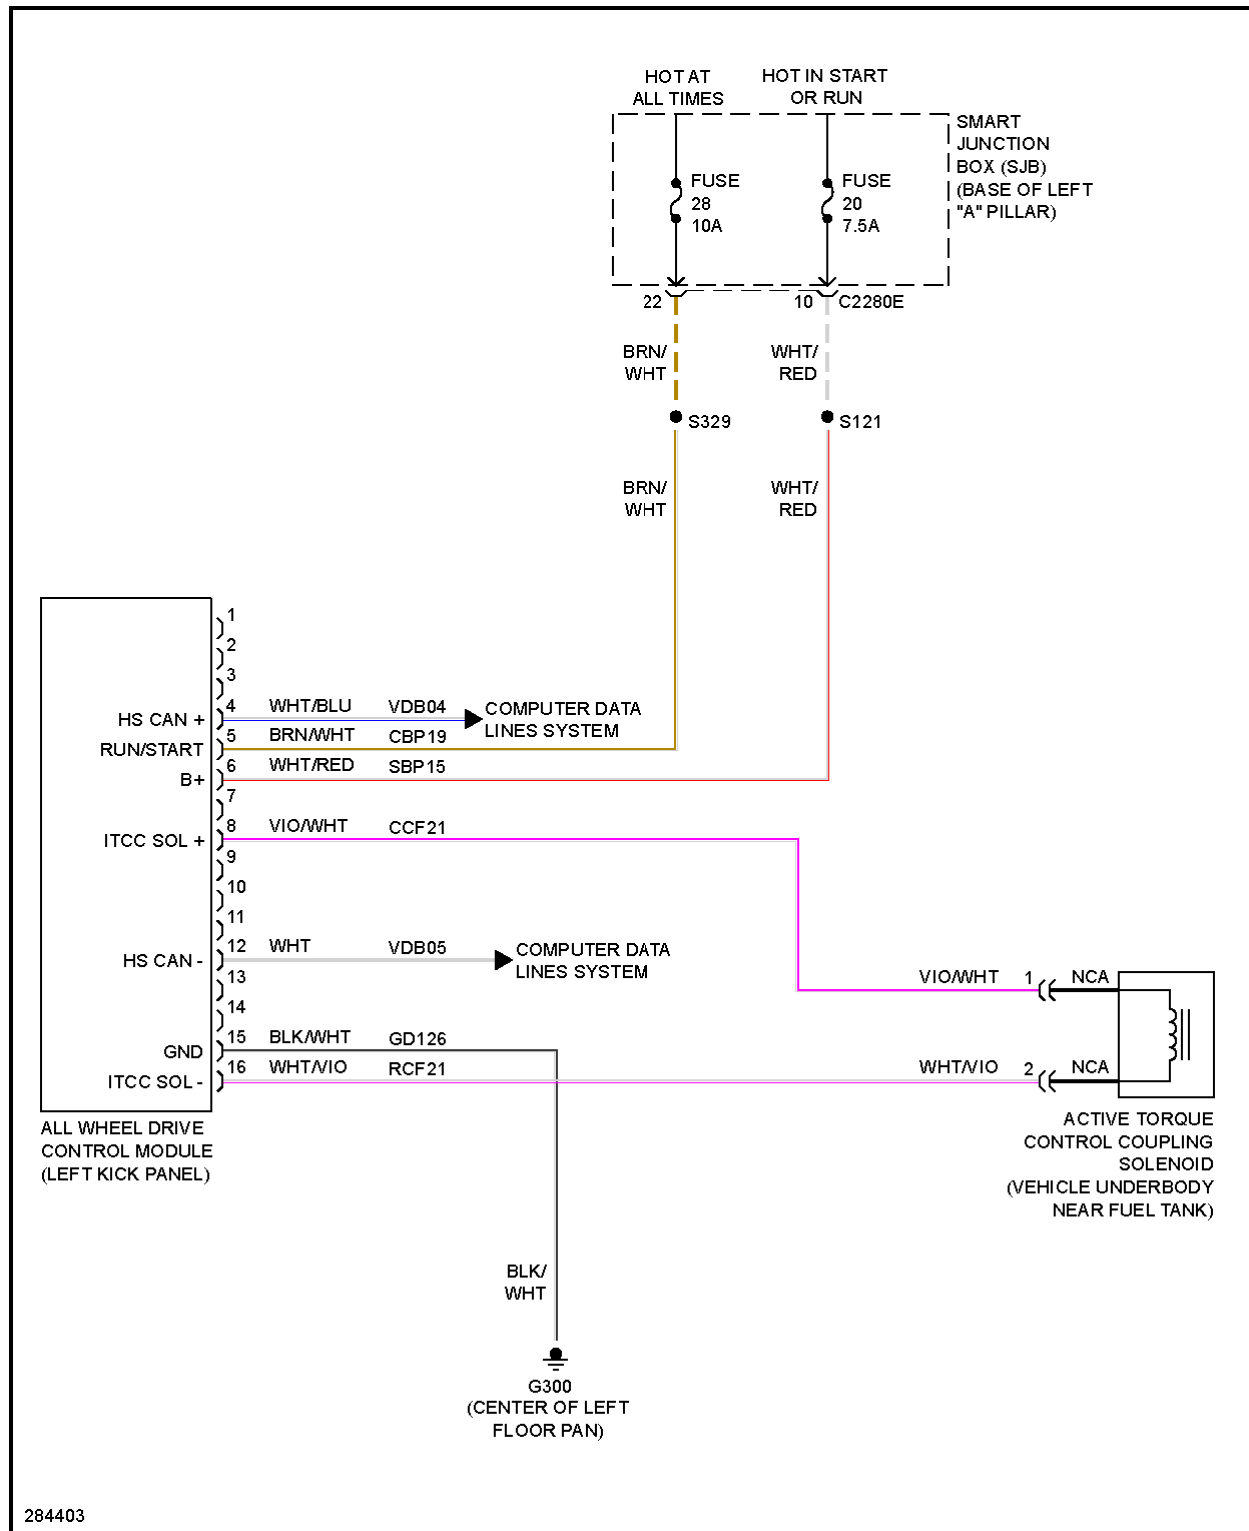 HOT AT
ALL TIMES
HOT IN START
OR RUN
SMART
JUNCTION
BOX (SJB)
(BASE OF LEFT
"A" PILLAR)
FUSE
28
10A
FUSE
20
7.5A
22
10
C2280E
BRN/
WHT
WHT/
RED
S329
S121
BRN/
WHT
WHT/
RED
1
2
3
HS CAN +
4
WHT/BLU
VDB04
COMPUTER DATA
LINES SYSTEM
RUN/START
5
BRN/WHT
CBP19
B+
6
WHT/RED
SBP15
7
ITCC SOL +
8
VIO/WHT
CCF21
9
10
11
HS CAN -
12
WHT
VDB05
COMPUTER DATA
LINES SYSTEM
13
14
GND
15
BLK/WHT
GD126
ITCC SOL -
16
WHT/VIO
RCF21
VIO/WHT
1
NCA
WHT/VIO
2
NCA
ALL WHEEL DRIVE
CONTROL MODULE
(LEFT KICK PANEL)
ACTIVE TORQUE
CONTROL COUPLING
SOLENOID
(VEHICLE UNDERBODY
NEAR FUEL TANK)
BLK/
WHT
G300
(CENTER OF LEFT
FLOOR PAN)
284403